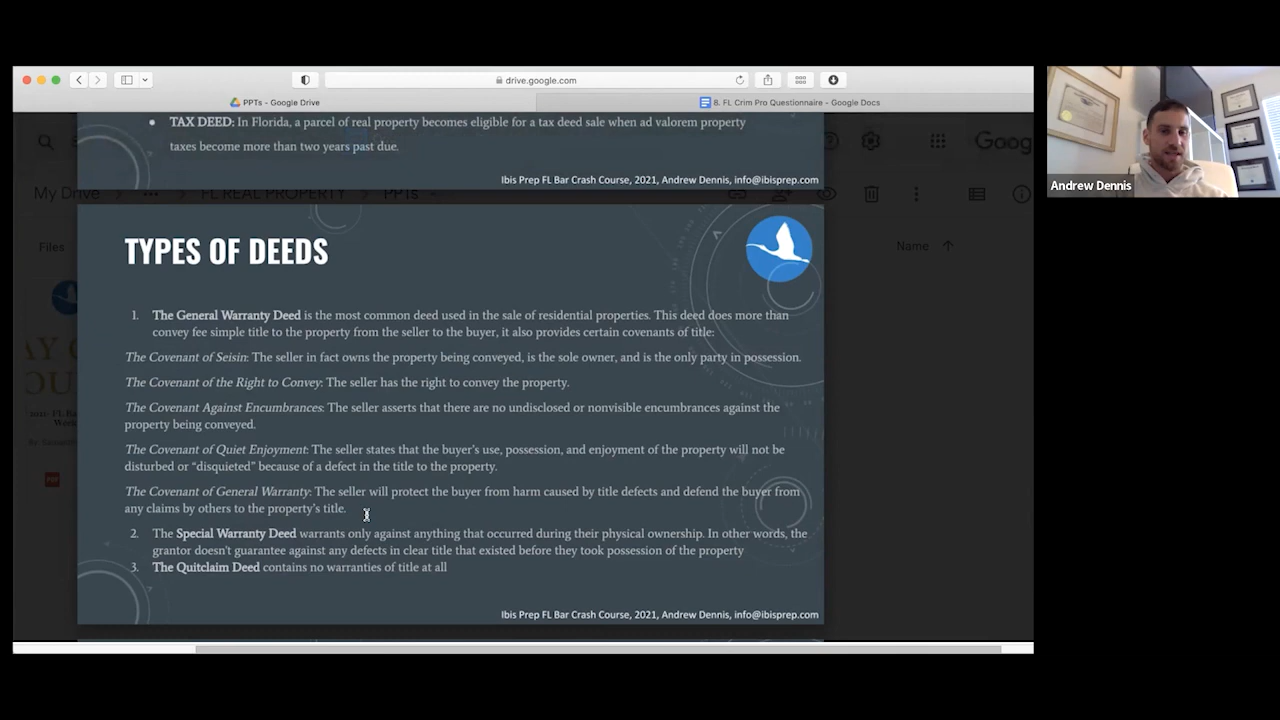 drive.google.com
PPTs - Google Drive
8. FL Crim Pro Questionnaire - Google Docs
TAX DEED: In Florida, a parcel of real property becomes eligible for a tax deed sale when ad valorem property
taxes become more than two years past due.
Ibis Prep FL Bar Crash Course, 2021, Andrew Dennis, info@ibisprep.com
Goog
My Drive
FL REAL PROPERTY
PPTs
Files
Name
TYPES OF DEEDS
1. The General Warranty Deed is the most common deed used in the sale of residential properties. This deed does more than
convey fee simple title to the property from the seller to the buyer, it also provides certain covenants of title:
The Covenant of Seisin: The seller in fact owns the property being conveyed, is the sole owner, and is the only party in possession.
The Covenant of the Right to Convey: The seller has the right to convey the property.
The Covenant Against Encumbrances: The seller asserts that there are no undisclosed or nonvisible encumbrances against the
property being conveyed.
The Covenant of Quiet Enjoyment: The seller states that the buyer's use, possession, and enjoyment of the property will not be
disturbed or “disquieted” because of a defect in the title to the property.
The Covenant of General Warranty: The seller will protect the buyer from harm caused by title defects and defend the buyer from
any claims by others to the property's title.
2. The Special Warranty Deed warrants only against anything that occurred during their physical ownership. In other words, the
grantor doesn't guarantee against any defects in clear title that existed before they took possession of the property
3. The Quitclaim Deed contains no warranties of title at all
Ibis Prep FL Bar Crash Course, 2021, Andrew Dennis, info@ibisprep.com
Andrew Dennis